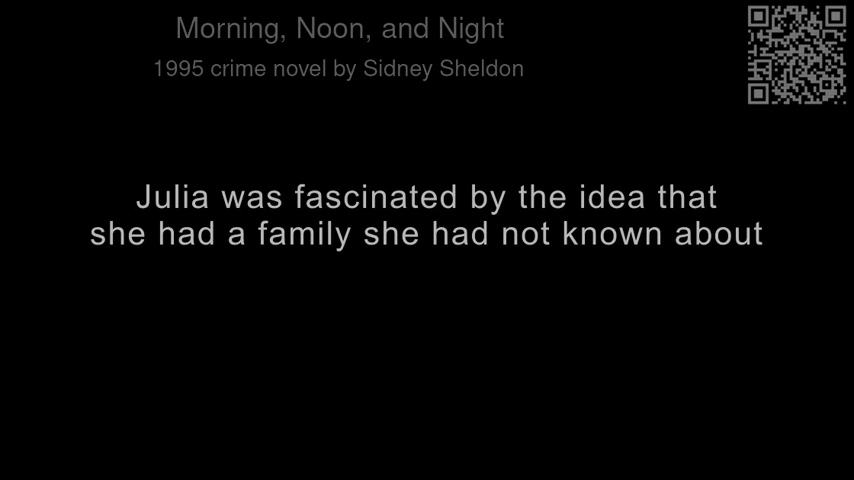 Morning, Noon, and Night
1995 crime novel by Sidney Sheldon
Julia was fascinated by the idea that
she had a family she had not known about